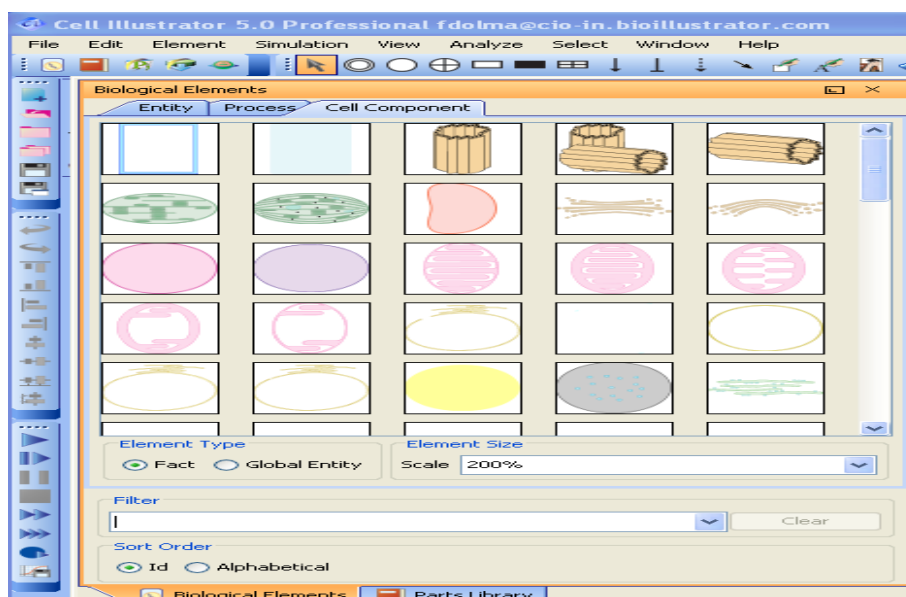 Cell Illustrator 5.0 Professional fdolma@cio-in.bioillustrator.com
File Edit Element Simulation View Analyze Select Window Help
Biological Elements
Entity Process Cell Component
Element Type Element Size
Fact Global Entity Scale 200%
Filter
Clear
Sort Order
Id Alphabetical
Biological Elements Parts Library